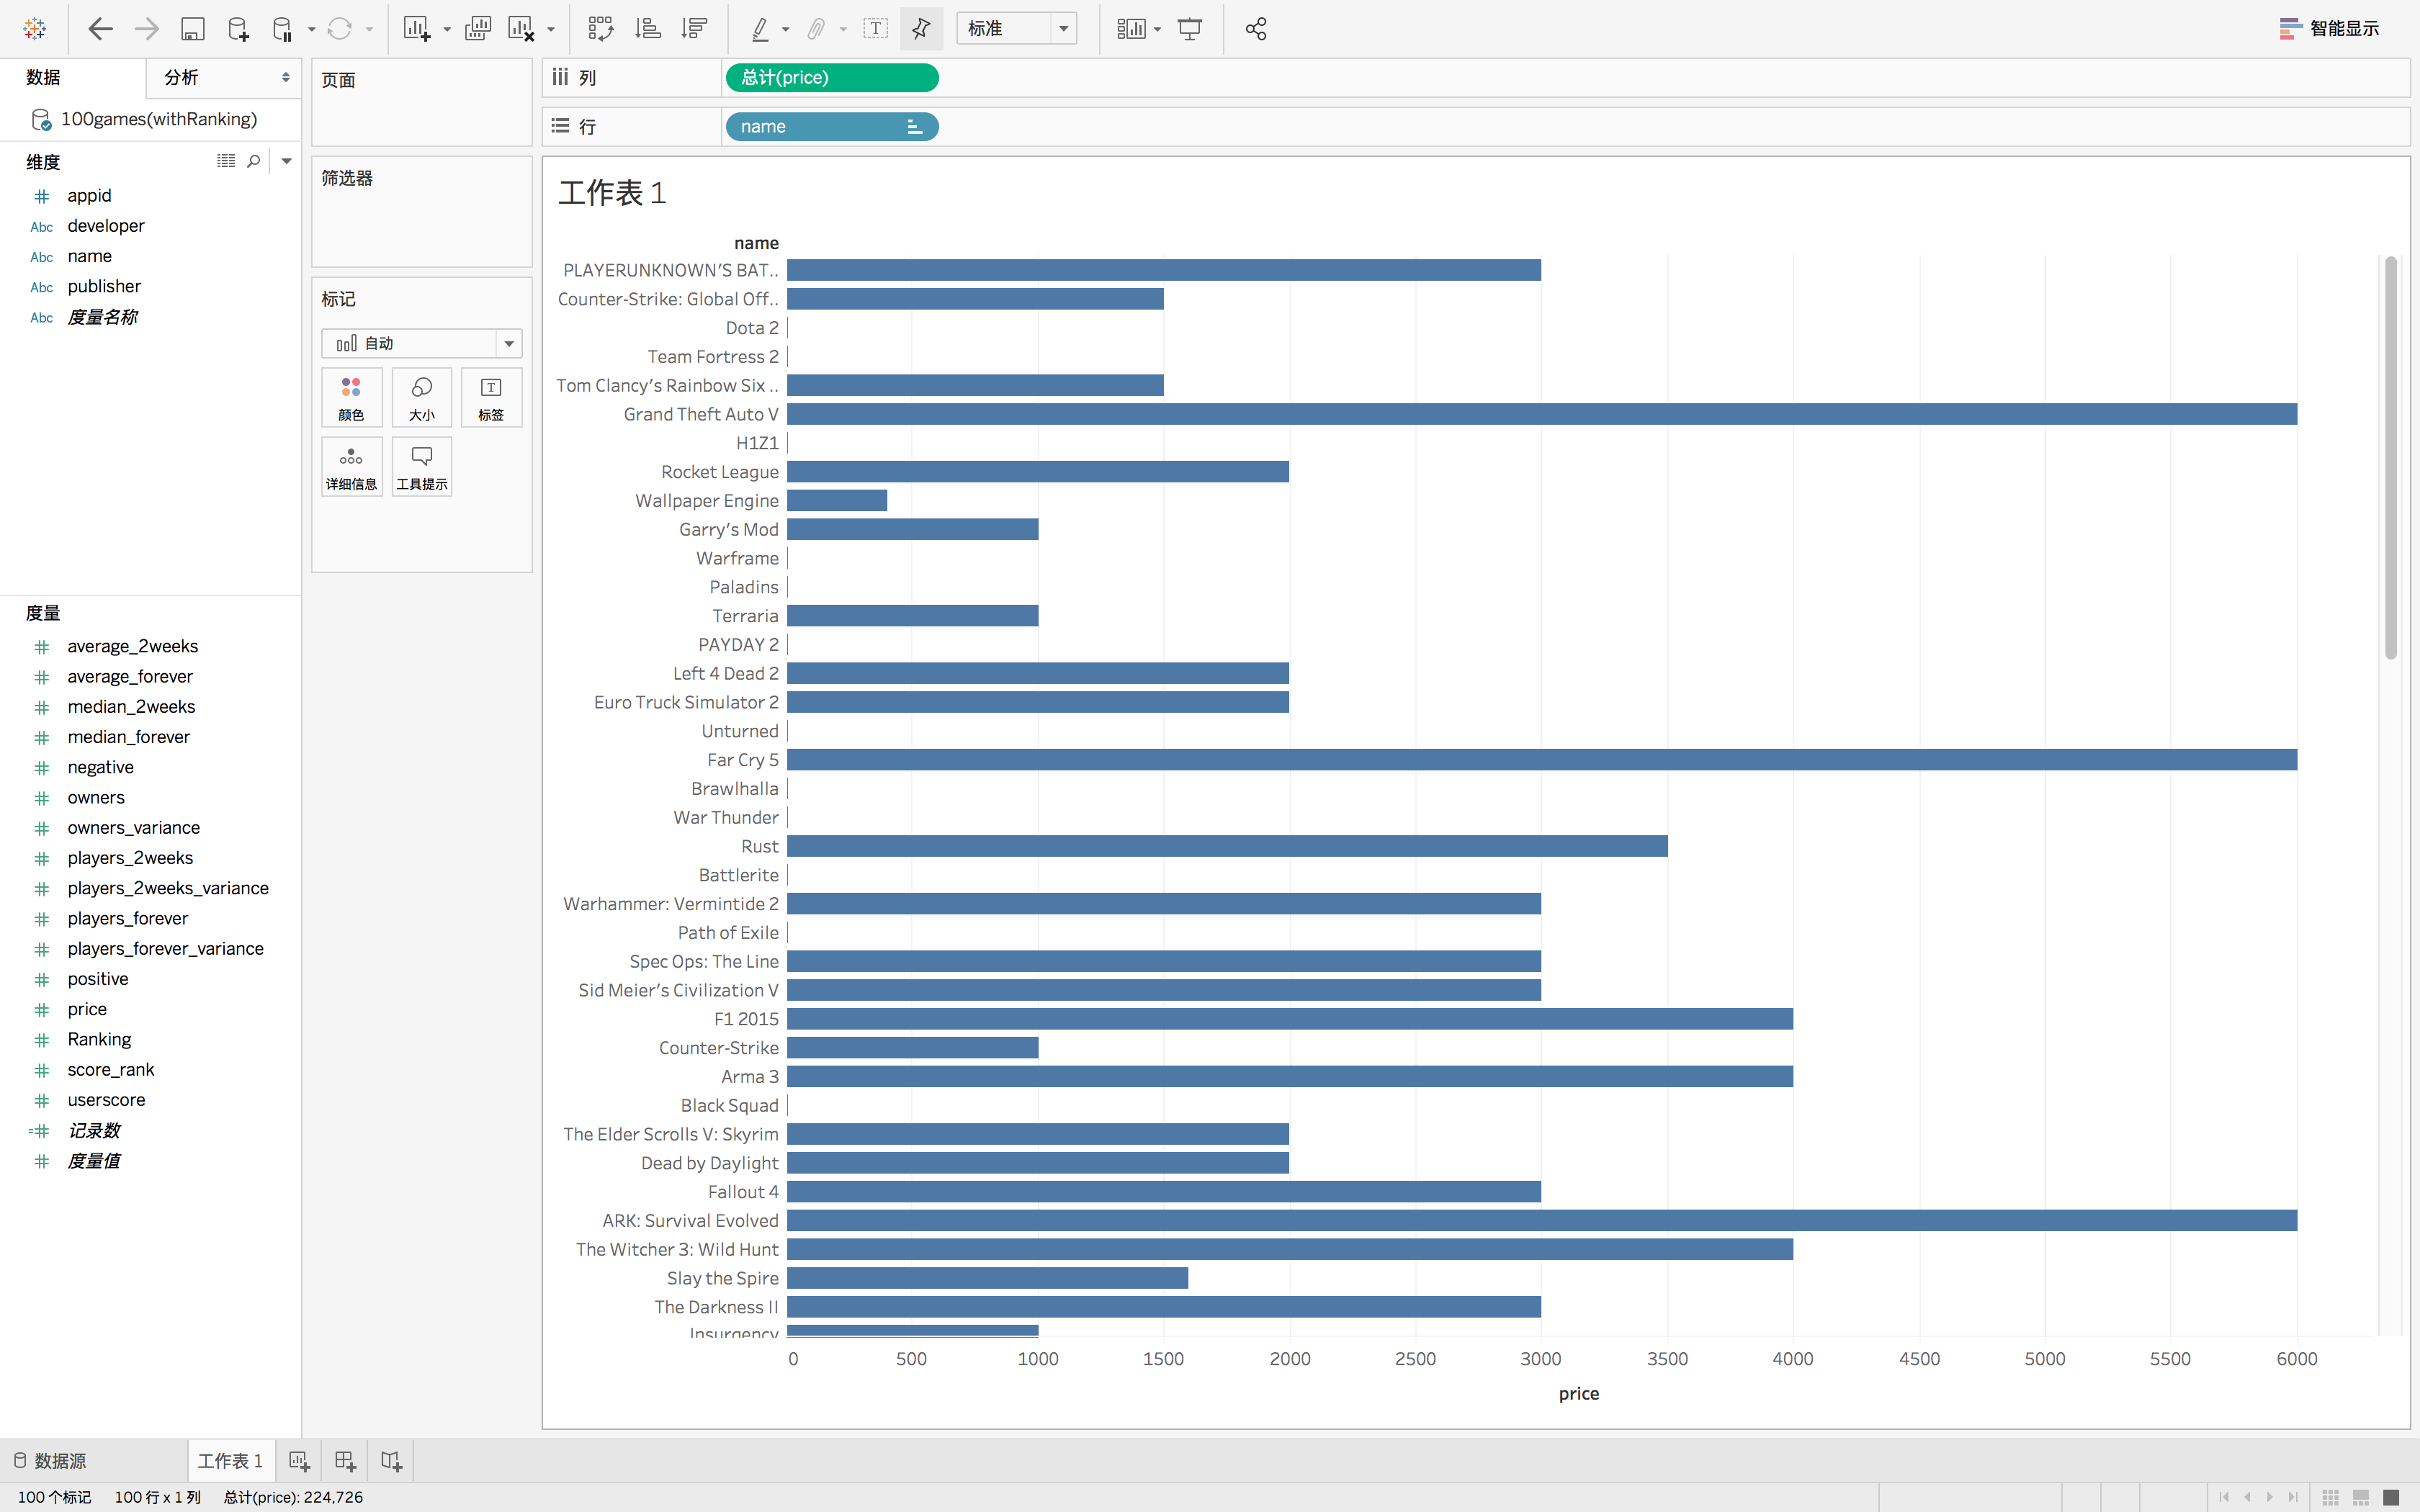 标准
智能显示
数据
分析
100games(withRanking)
维度
appid
Abc developer
Abc name
Abc publisher
Abc 度量名称
度量
average_2weeks
average_forever
median_2weeks
median_forever
negative
owners
owners_variance
players_2weeks
players_2weeks_variance
players_forever
players_forever_variance
positive
price
Ranking
score_rank
userscore
记录数
度量值
页面
筛选器
标记
自动
颜色
大小
标签
详细信息
工具提示
列
总计(price)
行
name
工作表 1
name
PLAYERUNKNOWN'S BAT..
Counter-Strike: Global Off..
Dota 2
Team Fortress 2
Tom Clancy's Rainbow Six ..
Grand Theft Auto V
H1Z1
Rocket League
Wallpaper Engine
Garry's Mod
Warframe
Paladins
Terraria
PAYDAY 2
Left 4 Dead 2
Euro Truck Simulator 2
Unturned
Far Cry 5
Brawlhalla
War Thunder
Rust
Battlerite
Warhammer: Vermintide 2
Path of Exile
Spec Ops: The Line
Sid Meier's Civilization V
F1 2015
Counter-Strike
Arma 3
Black Squad
The Elder Scrolls V: Skyrim
Dead by Daylight
Fallout 4
ARK: Survival Evolved
The Witcher 3: Wild Hunt
Slay the Spire
The Darkness II
Insurgency
0 500 1000 1500 2000 2500 3000 3500 4000 4500 5000 5500 6000
price
数据源
工作表 1
100 个标记 100 行 x 1 列 总计(price): 224,726